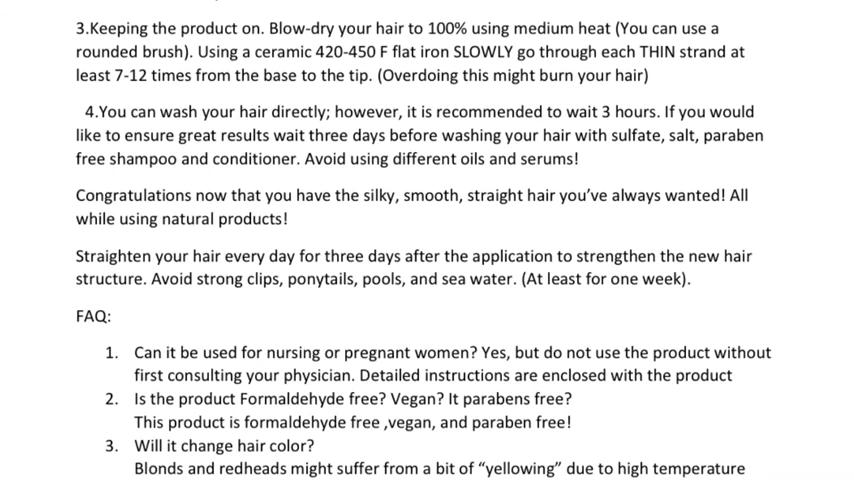 3.Keeping the product on. Blow-dry your hair to 100% using medium heat (You can use a
rounded brush). Using a ceramic 420-450 F flat iron SLOWLY go through each THIN strand at
least 7-12 times from the base to the tip. (Overdoing this might burn your hair)
4.You can wash your hair directly; however, it is recommended to wait 3 hours. If you would
like to ensure great results wait three days before washing your hair with sulfate, salt, paraben
free shampoo and conditioner. Avoid using different oils and serums!
Congratulations now that you have the silky, smooth, straight hair you’ve always wanted! All
while using natural products!
Straighten your hair every day for three days after the application to strengthen the new hair
structure. Avoid strong clips, ponytails, pools, and sea water. (At least for one week).
FAQ:
1. Can it be used for nursing or pregnant women? Yes, but do not use the product without
first consulting your physician. Detailed instructions are enclosed with the product
2. Is the product Formaldehyde free? Vegan? It parabens free?
This product is formaldehyde free ,vegan, and paraben free!
3. Will it change hair color?
Blonds and redheads might suffer from a bit of “yellowing” due to high temperature